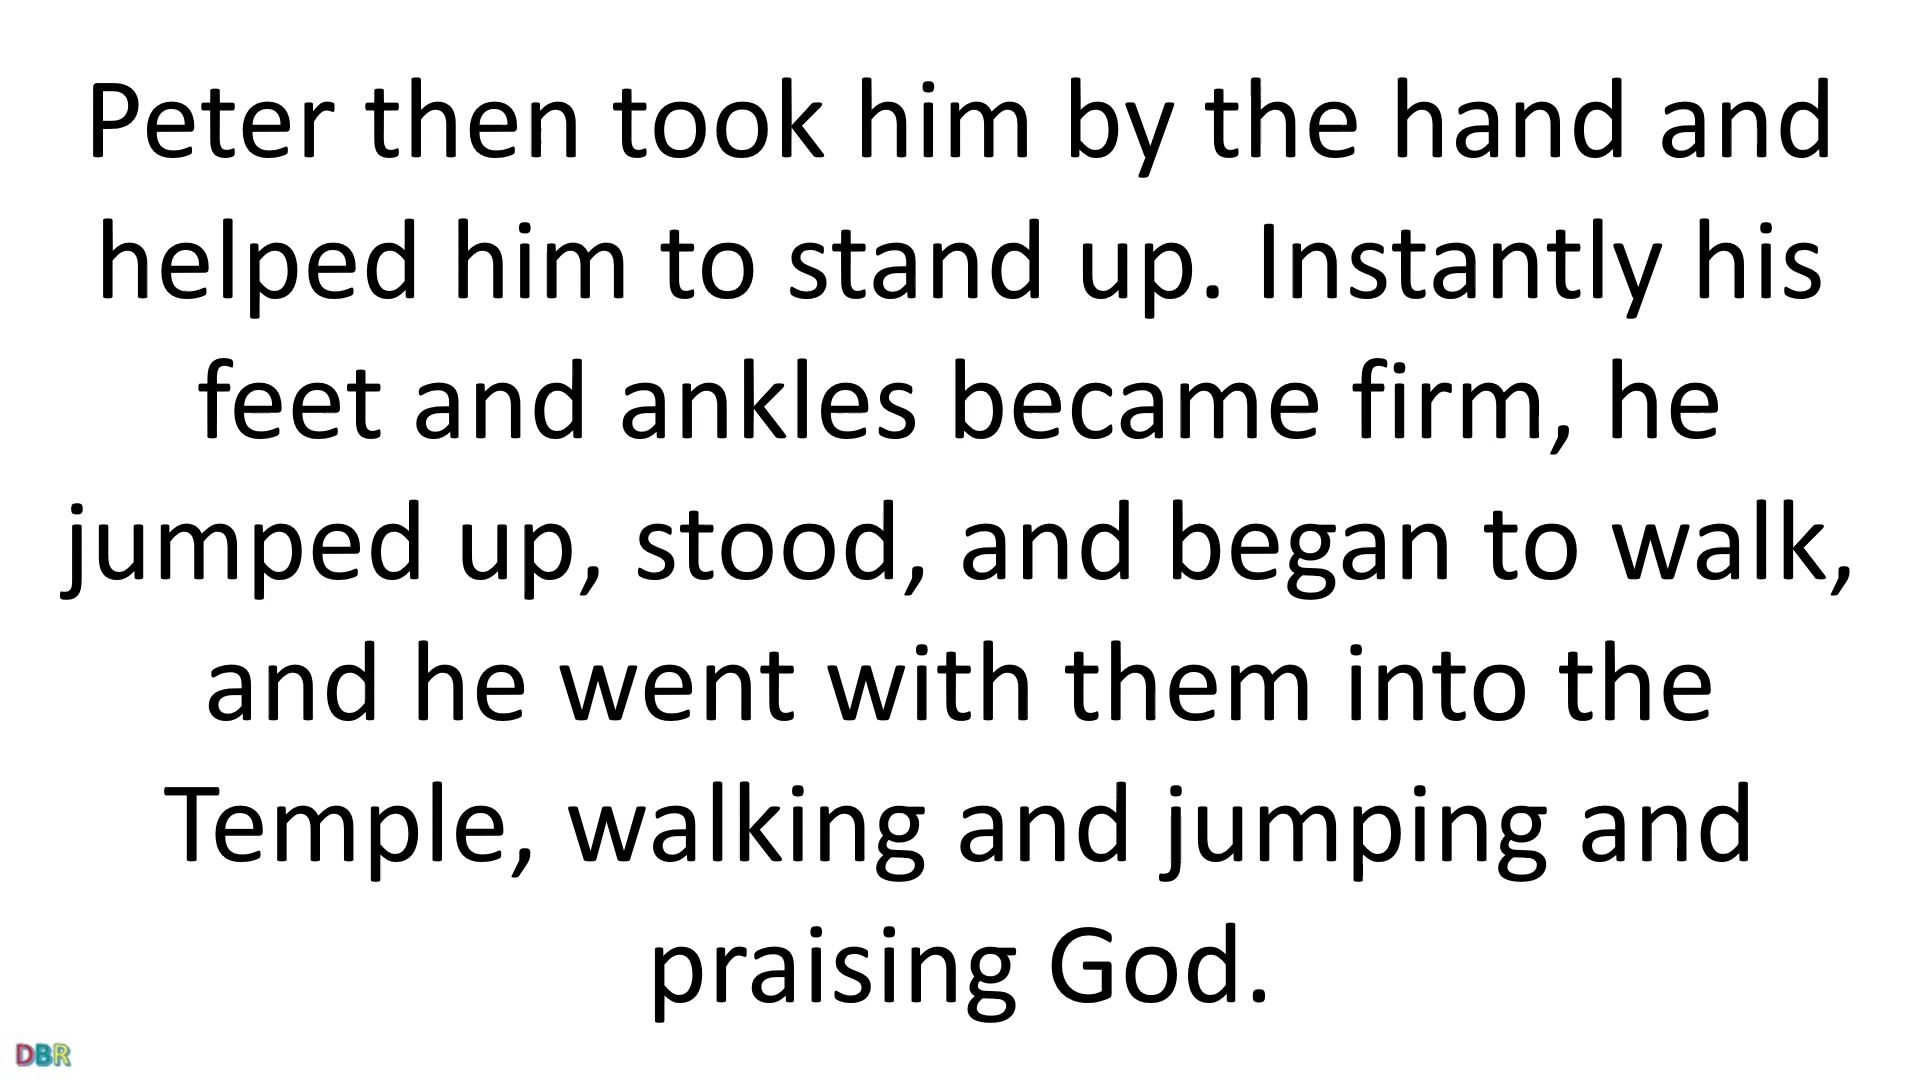 Peter then took him by the hand and
helped him to stand up. Instantly his
feet and ankles became firm, he
jumped up, stood, and began to walk,
and he went with them into the
Temple, walking and jumping and
praising God.
DBR